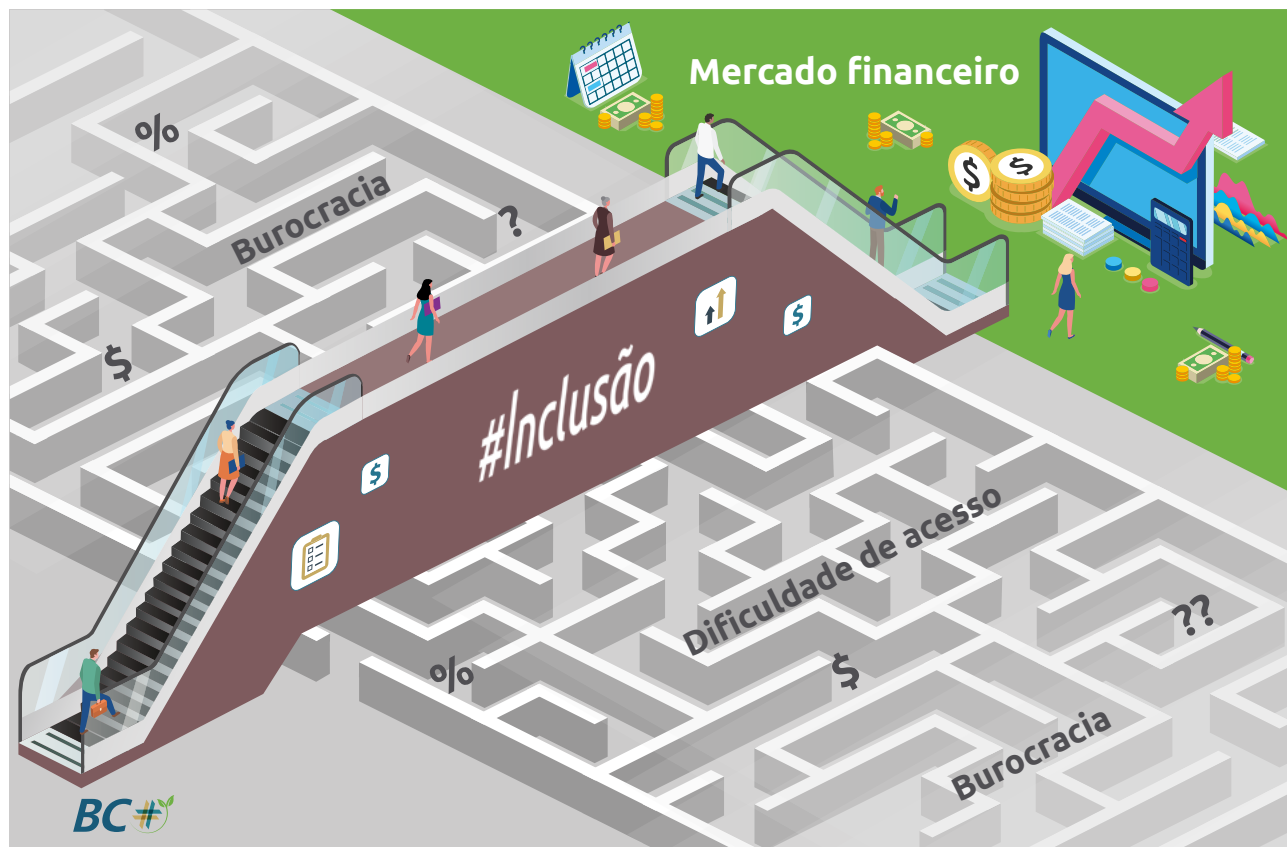 Mercado financeiro
%
Burocracia
?
$
$
$
$
$
#Inclusão
Dificuldade de acesso
??
%
$
Burocracia
BC#